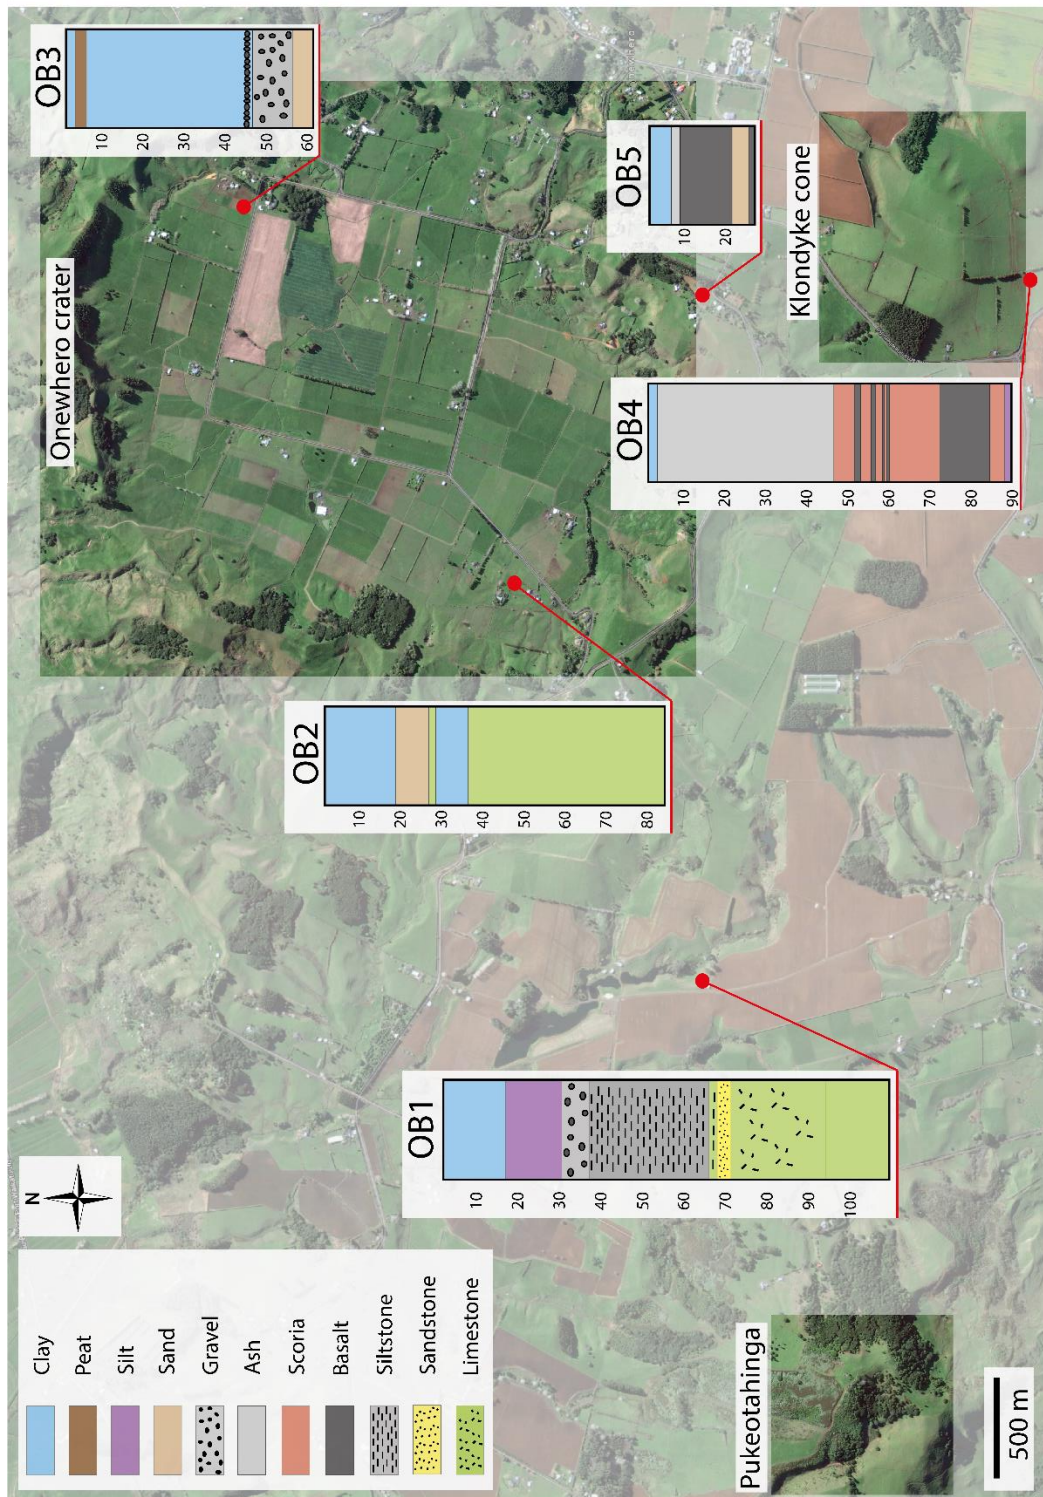 Clay
Peat
Silt
Sand
Gravel
Ash
Scoria
Basalt
Siltstone
Sandstone
Limestone
N
Pukeotahinga
500 m
OB1
10
20
30
40
50
60
70
80
90
100
OB2
10
20
30
40
50
60
70
80
Onewhero crater
OB3
10
20
30
40
50
60
OB4
10
20
30
40
50
60
70
80
90
OB5
10
20
Klondyke cone